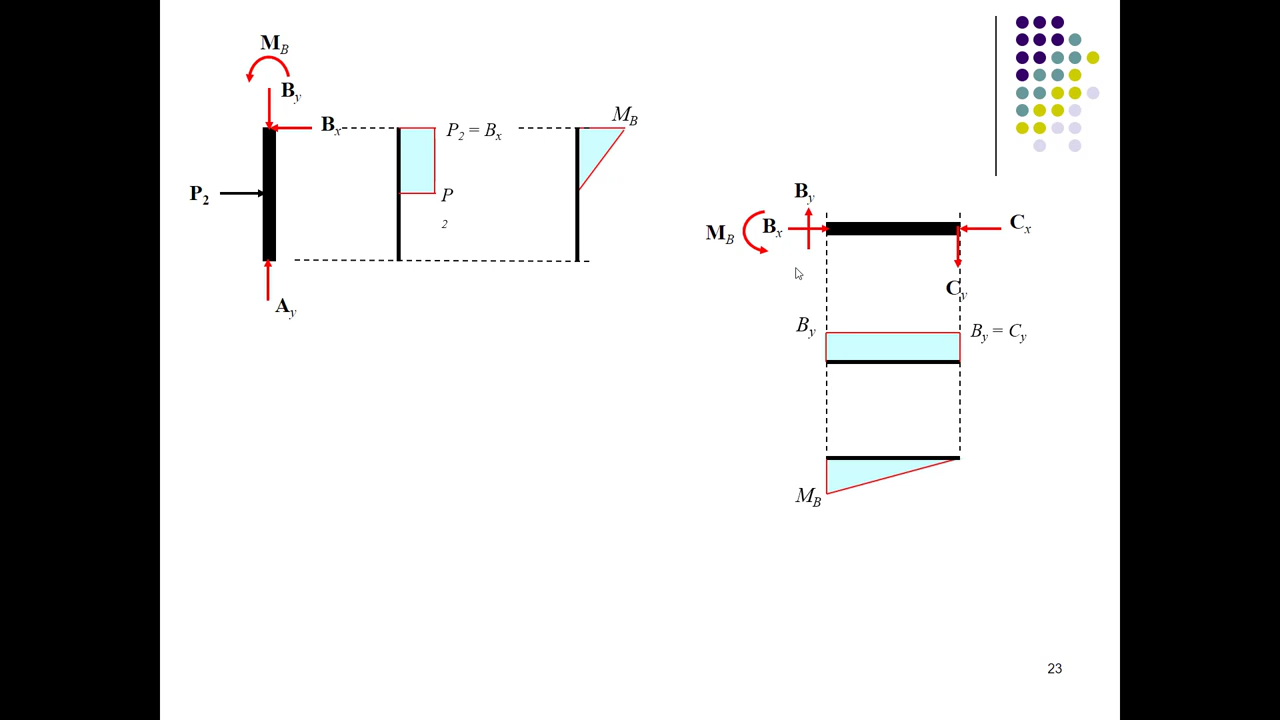 M_B
B_y
B_x
P_2
A_y
P_2 = B_x
P
2
M_B
B_y
M_B
B_x
C_x
C_y
B_y
B_y = C_y
M_B
23